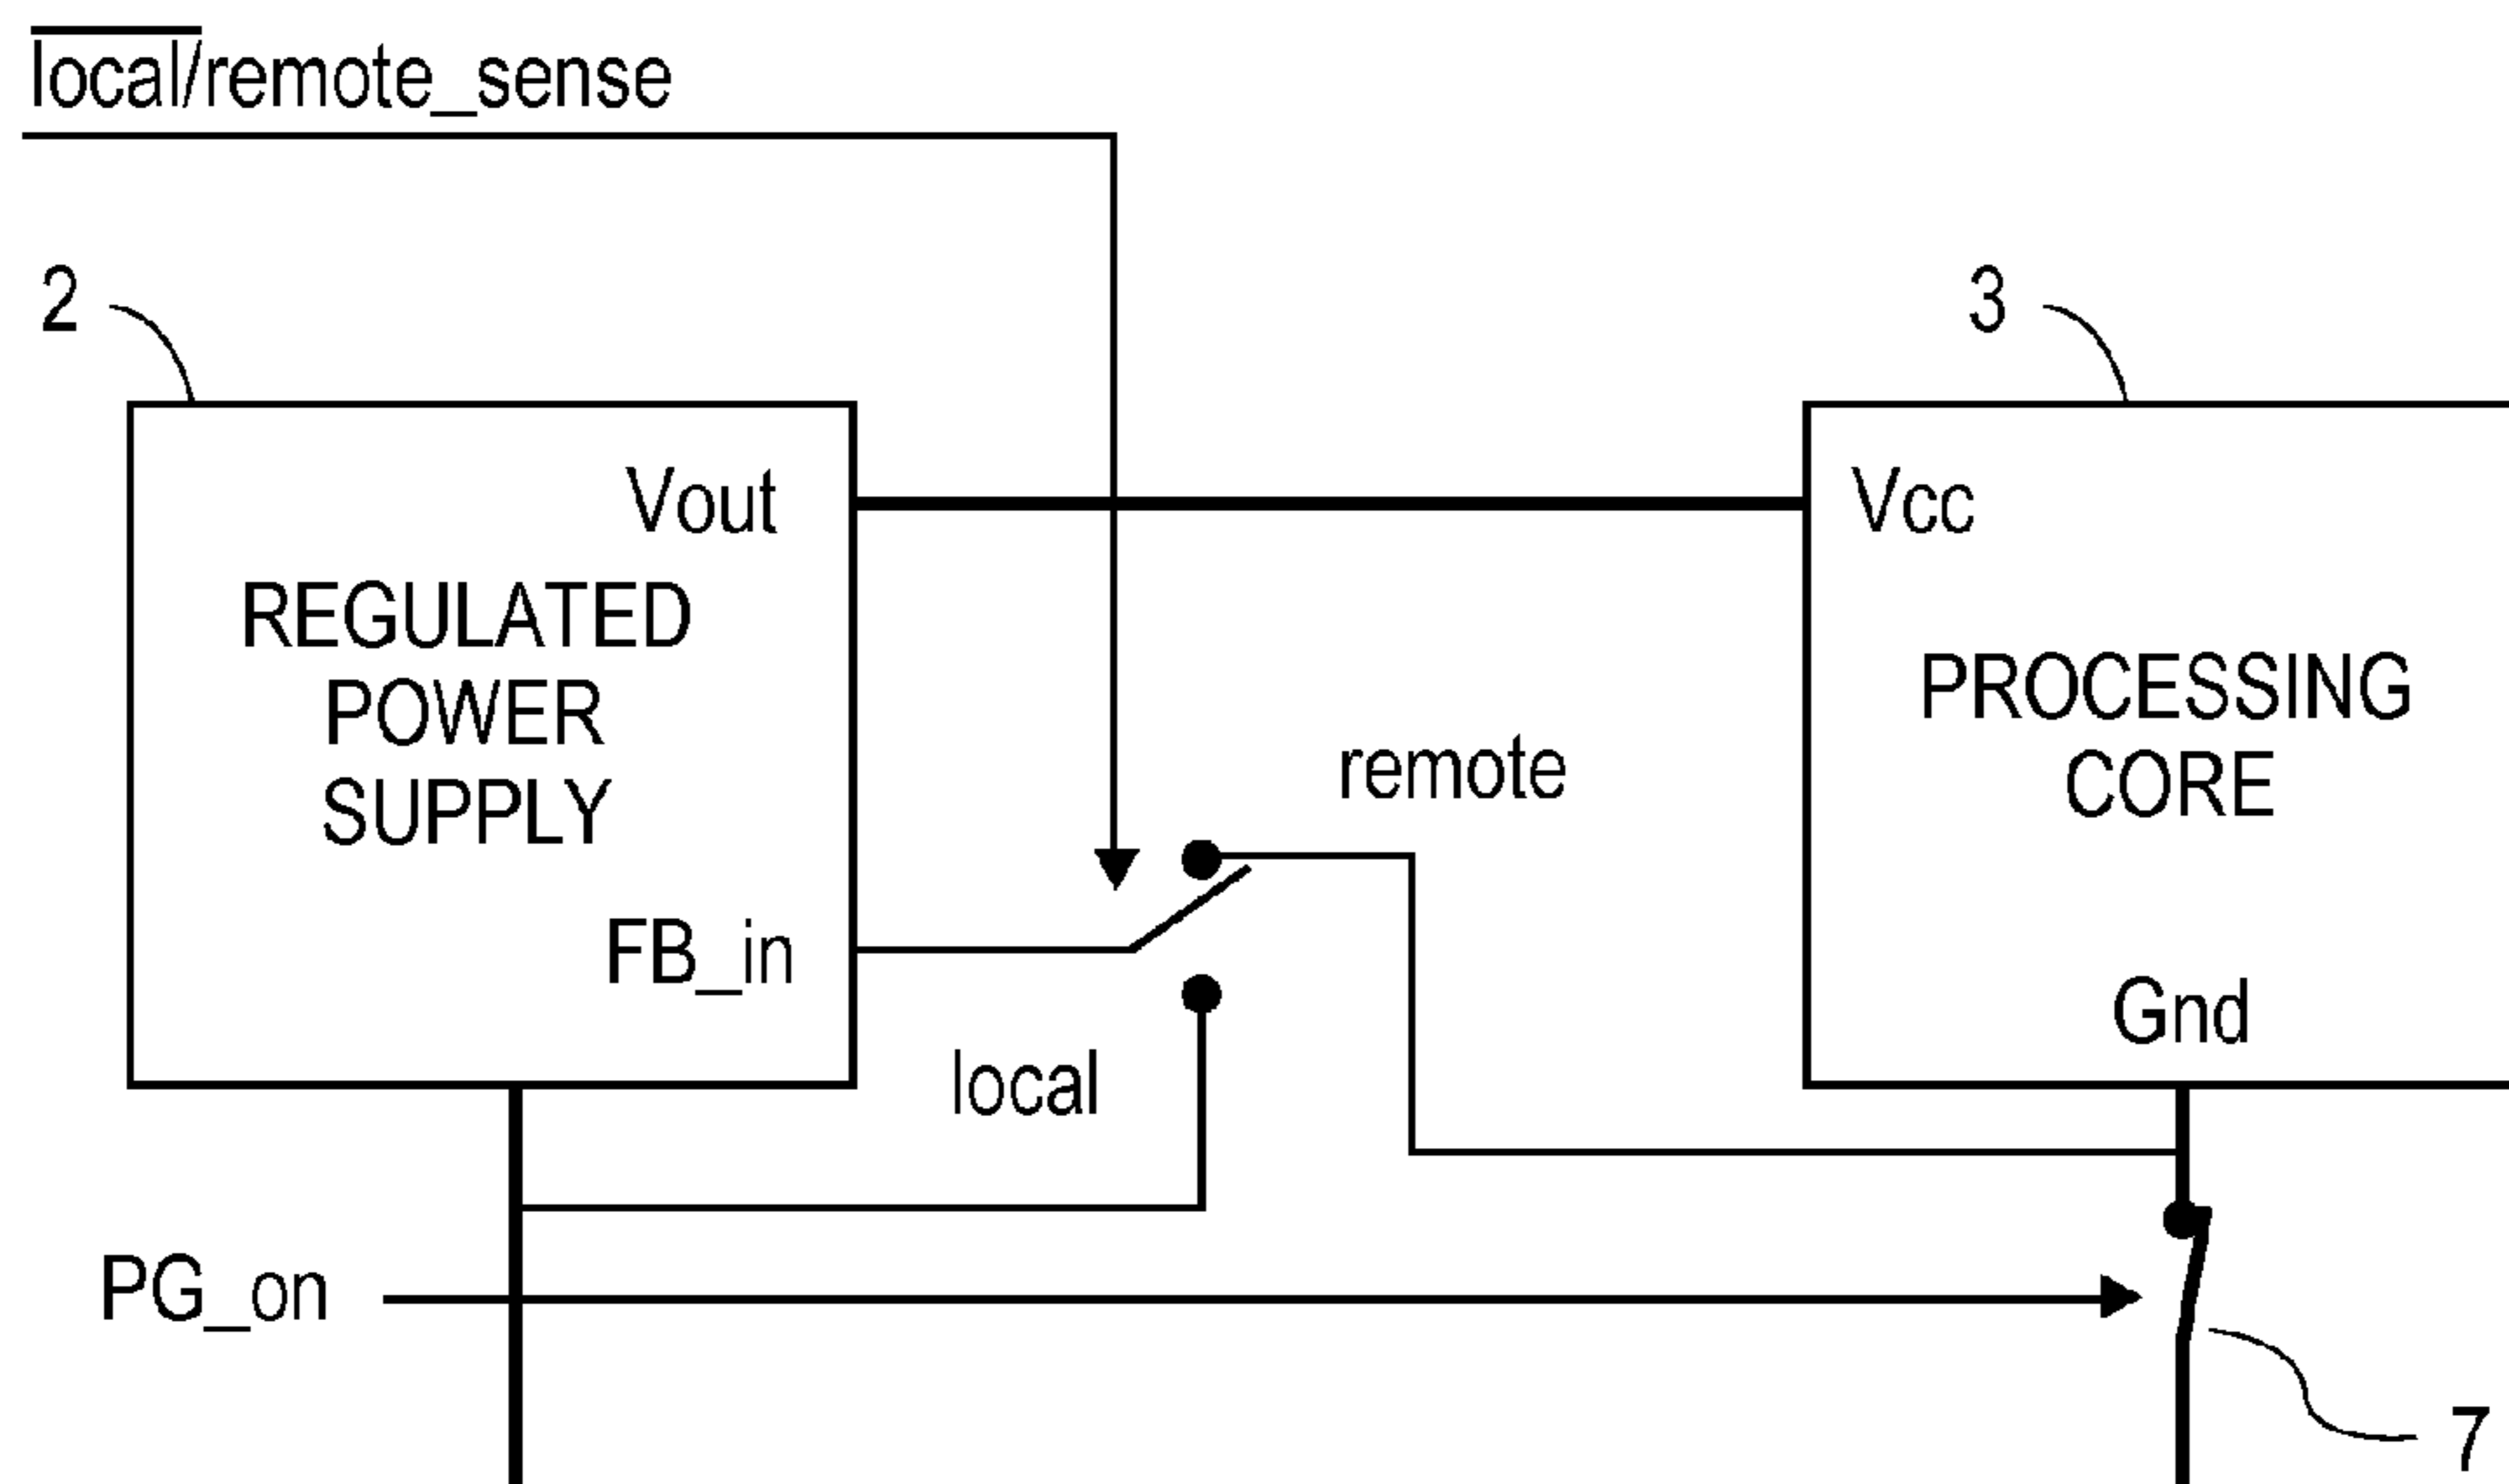 local/remote_sense
2
3
Vout
Vcc
REGULATED
POWER
SUPPLY
PROCESSING
CORE
remote
FB_in
Gnd
local
PG_on
7